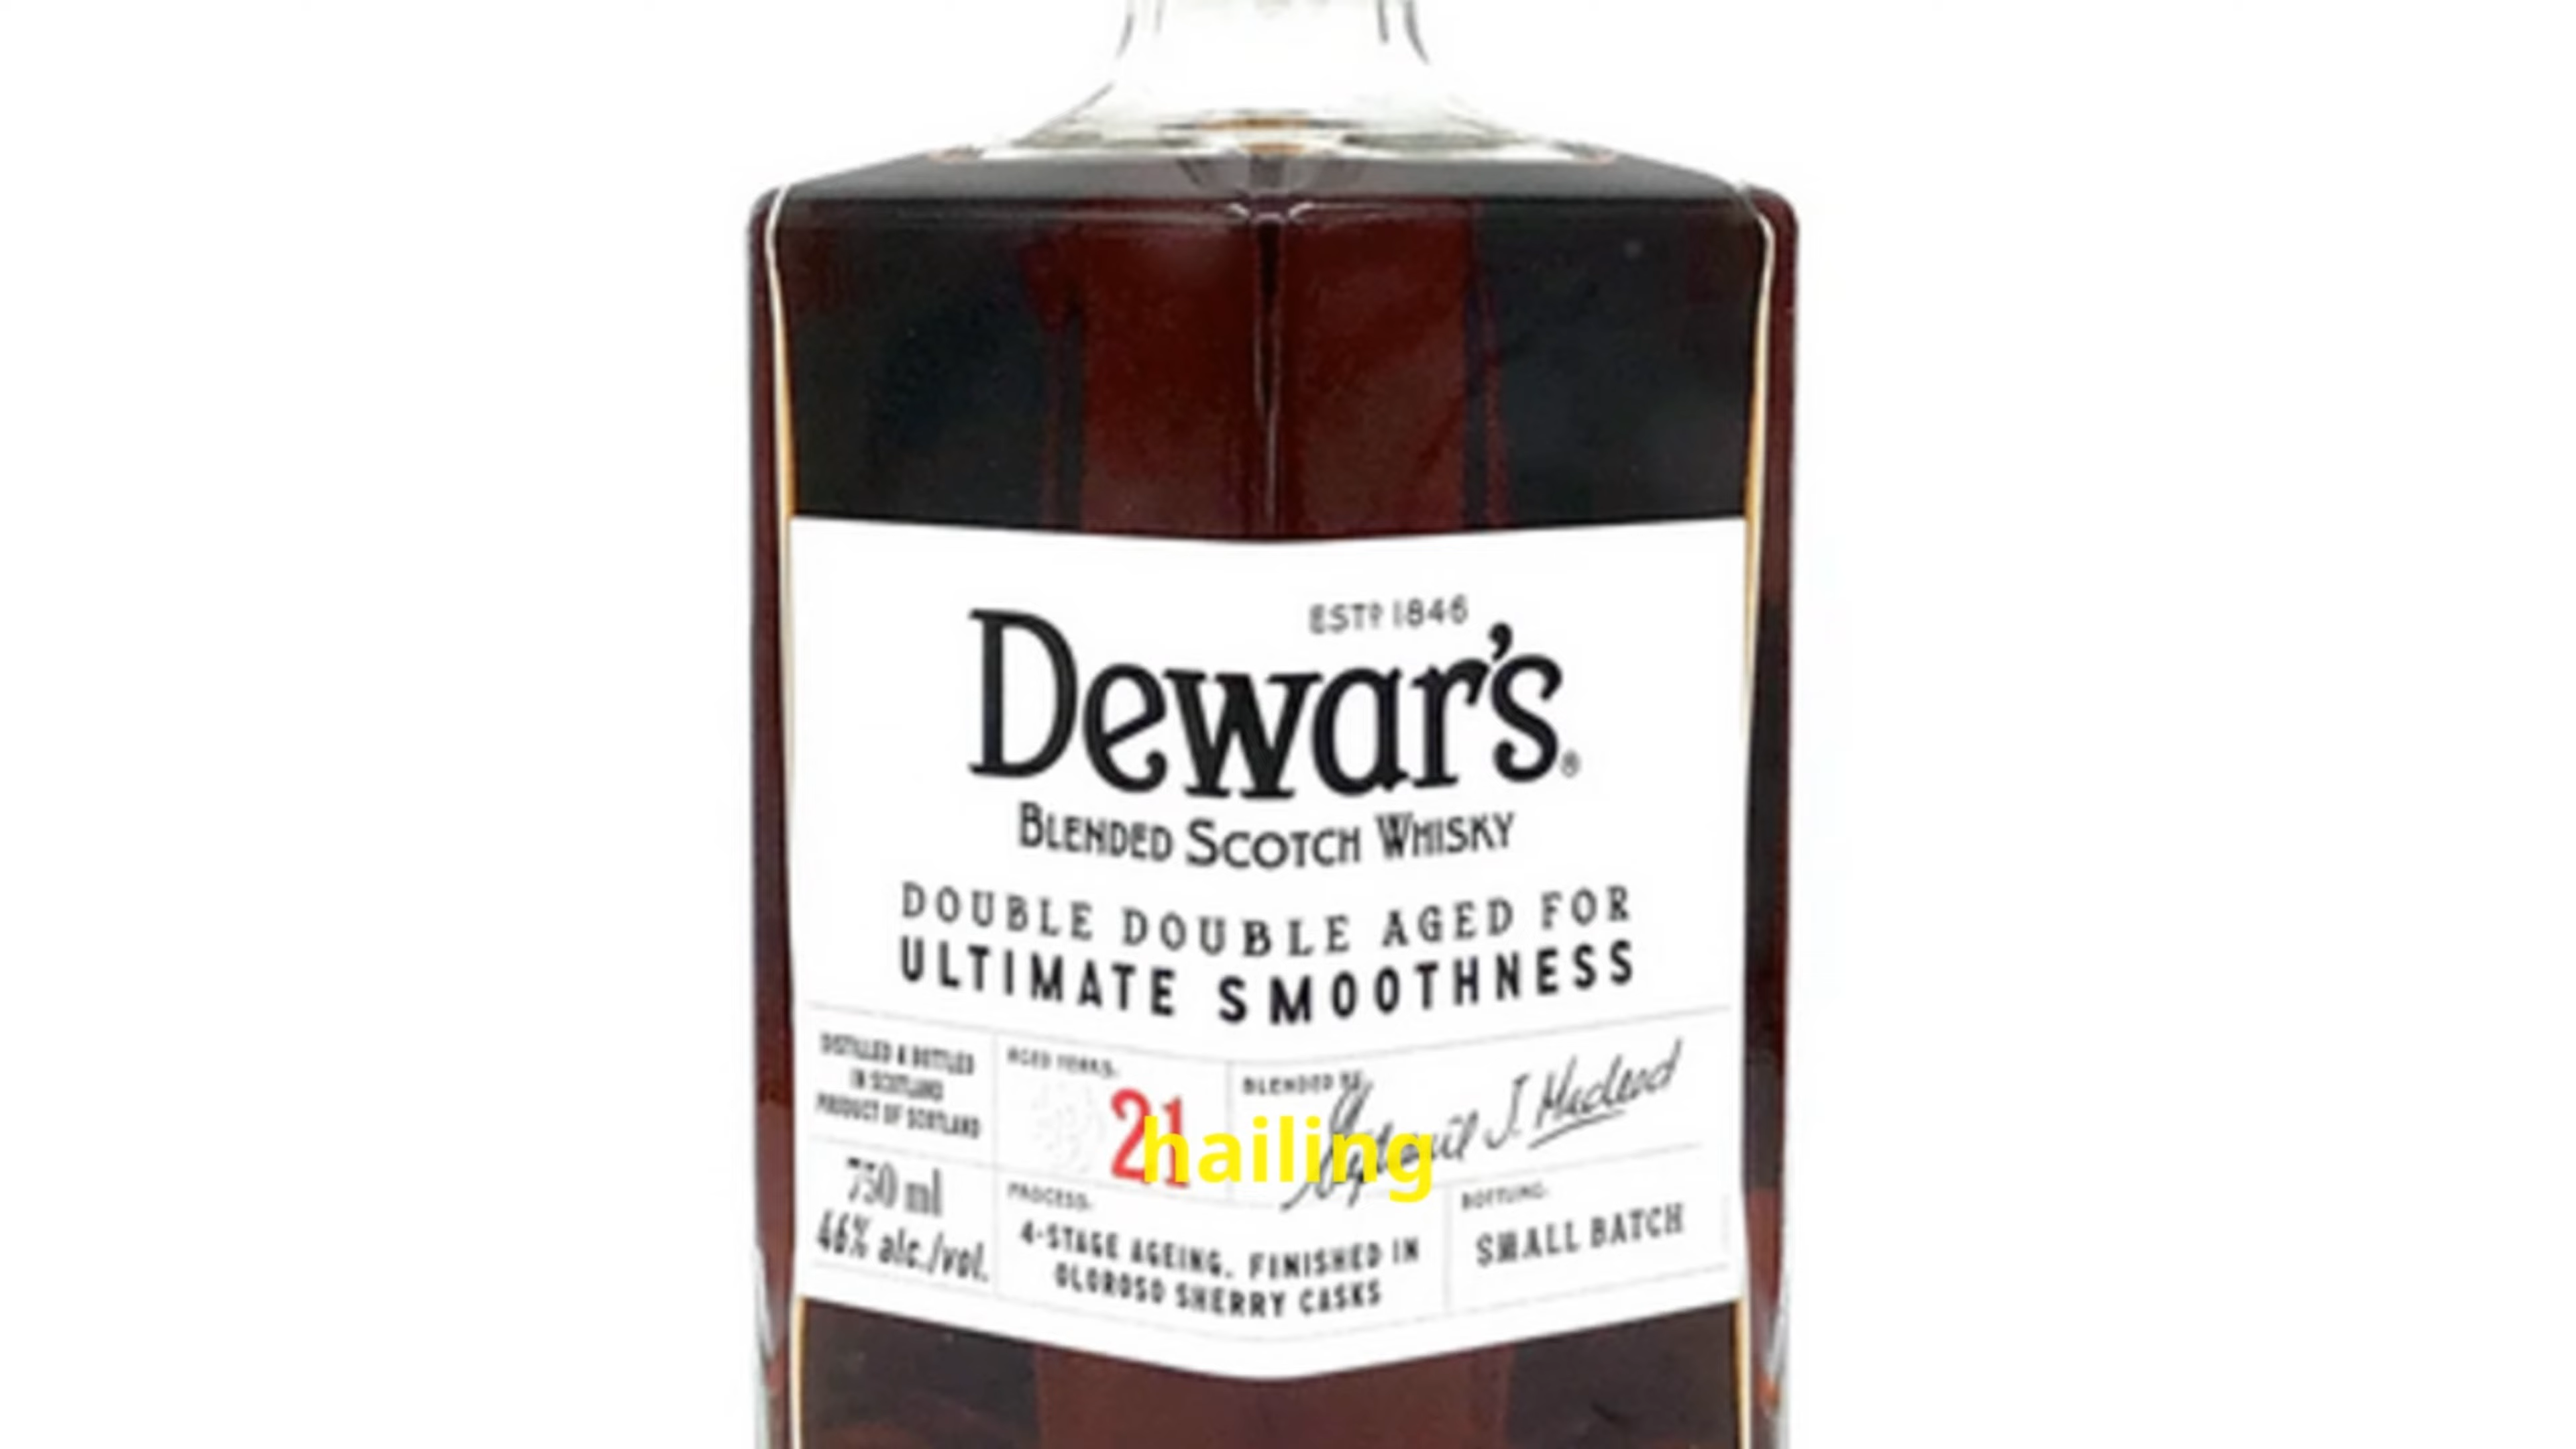 ESTD 1846
Dewar's®
BLENDED SCOTCH WHISKY
DOUBLE DOUBLE AGED FOR
ULTIMATE SMOOTHNESS
DISTILLED & BOTTLED
IN SCOTLAND
PRODUCT OF SCOTLAND
AGED YEARS:
21
BLENDED BY:
J. Macleod
hailing
750 ml
46% alc./vol.
PROCESS:
4-STAGE AGEING. FINISHED IN
OLOROSO SHERRY CASKS
BOTTLING:
SMALL BATCH